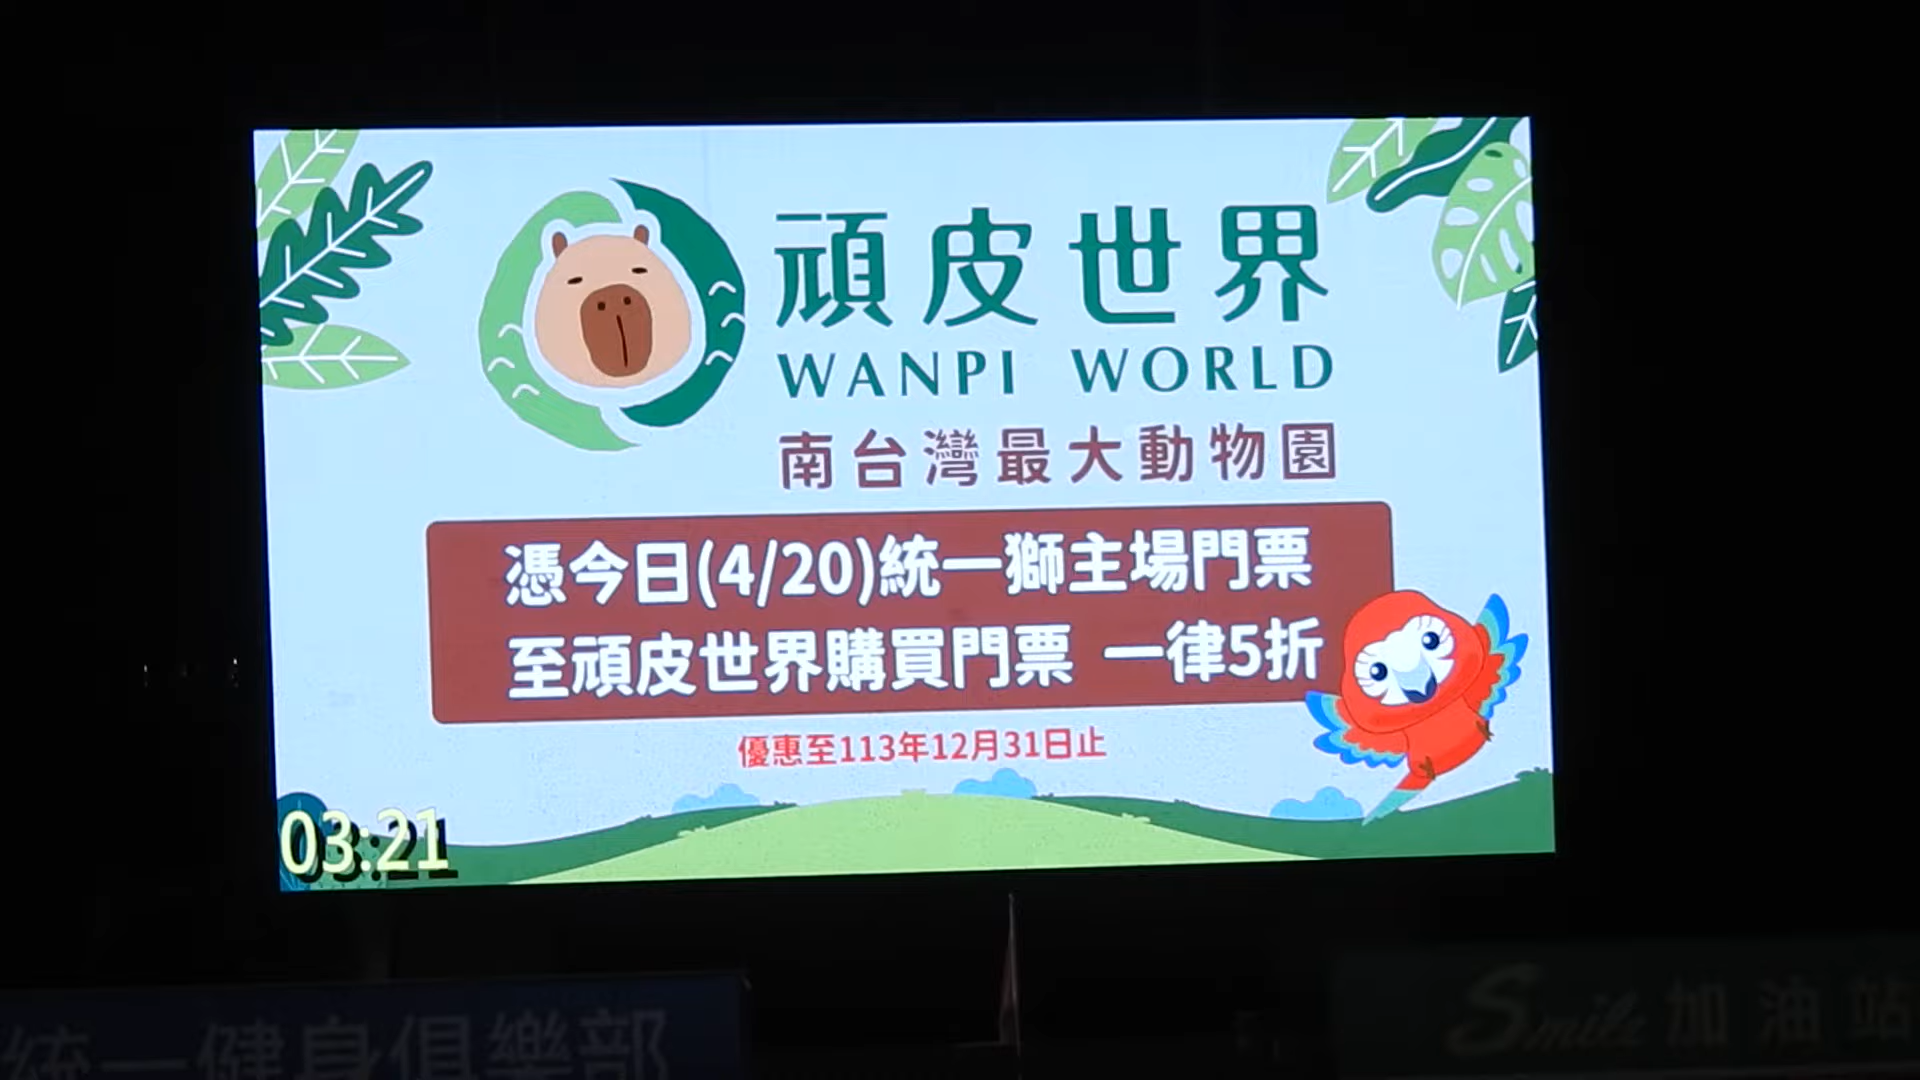 頑皮世界
WANPI WORLD
南台灣最大動物園
憑今日(4/20)統一獅主場門票
至頑皮世界購買門票 一律5折
優惠至113年12月31日止
03:21
統一健身俱樂部
Smile 加油站